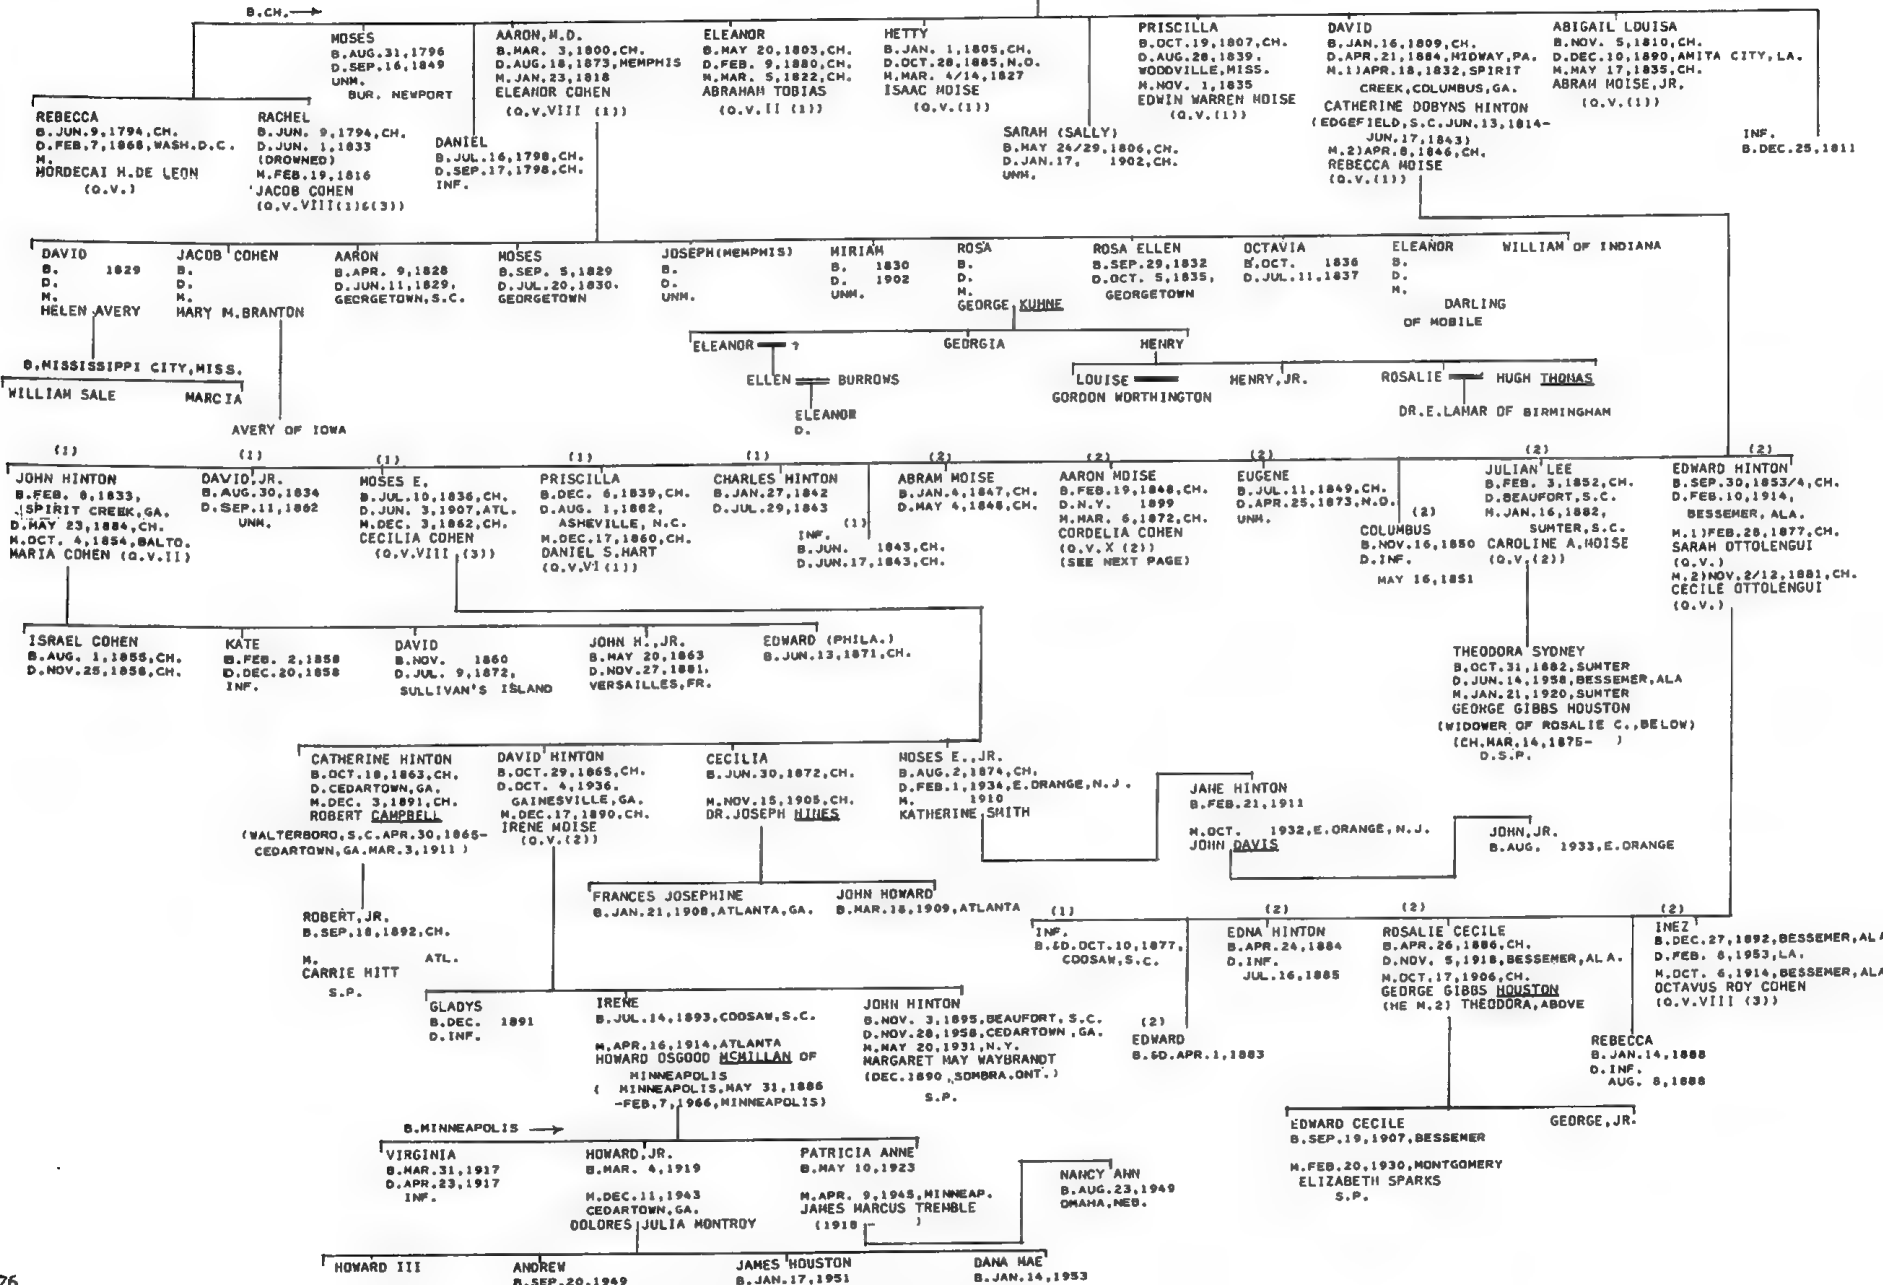 B.CH.
MOSES
B.AUG.31,1796
D.SEP.16,1849
UNM.
BUR. NEWPORT
AARON,M.D.
B.MAR. 3,1800,CH.
D.AUG.18,1873,MEMPHIS
M.JAN.23,1818
ELEANOR COHEN
(Q.V.VIII (1))
ELEANOR
B.MAY 20,1803,CH.
D.FEB. 9,1880,CH.
M.MAR. 5,1822,CH.
ABRAHAM TOBIAS
(Q.V.II (1))
HETTY
B.JAN. 1,1805,CH.
D.OCT.28,1885,N.O.
M.MAR. 4/14,1827
ISAAC MOISE
(Q.V.(1))
PRISCILLA
B.OCT.19,1807,CH.
D.AUG.28,1839,
WOODVILLE,MISS.
M.NOV. 1,1835
EDWIN WARREN MOISE
(Q.V.(1))
DAVID
B.JAN.16,1809,CH.
D.APR.21,1884,MIDWAY,PA.
M.1)APR.18,1832,SPIRIT
CREEK,COLUMBUS,GA.
CATHERINE DOBYNS HINTON
(EDGEFIELD,S.C.JUN.13,1814-
JUN.17,1843)
M.2)APR.8,1846,CH.
REBECCA MOISE
(Q.V.(1))
ABIGAIL LOUISA
B.NOV. 5,1810,CH.
D.DEC.10,1890,AMITA CITY,LA.
M.MAY 17,1835,CH.
ABRAM MOISE,JR.
(Q.V.(1))
REBECCA
B.JUN.9,1794,CH.
D.FEB.7,1868,WASH.D.C.
M.
MORDECAI H.DE LEON
(Q.V.)
RACHEL
B.JUN. 9,1794,CH.
D.JUN. 1,1833
(DROWNED)
M.FEB.19,1816
JACOB COHEN
(Q.V.VIII(1)&(3))
DANIEL
B.JUL.16,1798,CH.
D.SEP.17,1798,CH.
INF.
SARAH (SALLY)
B.MAY 24/29,1806,CH.
D.JAN.17, 1902,CH.
UNM.
INF.
B.DEC.25,1811
DAVID
B. 1829
D.
M.
HELEN AVERY
JACOB COHEN
B.
D.
M.
MARY M.BRANTON
AARON
B.APR. 9,1828
D.JUN.11,1829,
GEORGETOWN,S.C.
MOSES
B.SEP. 5,1829
D.JUL.20,1830.
GEORGETOWN
JOSEPH(MEMPHIS)
B.
D.
UNM.
MIRIAM
B. 1830
D. 1902
UNM.
ROSA
B.
D.
M.
GEORGE KUHNE
ROSA ELLEN
B.SEP.29,1832
D.OCT. 5,1835,
GEORGETOWN
OCTAVIA
B.OCT. 1836
D.JUL.11,1837
ELEANOR
B.
D.
M.
DARLING
OF MOBILE
WILLIAM OF INDIANA
B.MISSISSIPPI CITY,MISS.
WILLIAM SALE
MARCIA
AVERY OF IOWA
ELEANOR ?
GEORGIA
HENRY
ELLEN BURROWS
ELEANOR
D.
LOUISE
GORDON WORTHINGTON
HENRY,JR.
ROSALIE HUGH THOMAS
DR.E.LAMAR OF BIRMINGHAM
(1)
JOHN HINTON
B.FEB. 8,1833,
SPIRIT CREEK,GA.
D.MAY 23,1884,CH.
M.OCT. 4,1854,BALTO.
MARIA COHEN (Q.V.II)
(1)
DAVID,JR.
B.AUG.30,1834
D.SEP.11,1862
UNM.
(1)
MOSES E.
B.JUL.10,1836,CH.
D.JUN. 3,1907,ATL.
M.DEC. 3,1862,CH.
CECILIA COHEN
(Q.V.VIII (3))
(1)
PRISCILLA
B.DEC. 6,1839,CH.
D.AUG. 1,1882,
ASHEVILLE, N.C.
M.DEC.17,1860,CH.
DANIEL S.HART
(Q.V.VI(1))
(1)
CHARLES HINTON
B.JAN.27,1842
D.JUL.29,1843
(1)
INF.
B.JUN. 1843,CH.
D.JUN.17,1843,CH.
(2)
ABRAM MOISE
B.JAN.4,1847,CH.
D.MAY 4,1848,CH.
(2)
AARON MOISE
B.FEB.19,1848,CH.
D.N.Y. 1899
M.MAR. 6,1872,CH.
CORDELIA COHEN
(Q.V.X (2))
(SEE NEXT PAGE)
(2)
EUGENE
B.JUL.11,1849,CH.
D.APR.25,1873,N.O.
UNM.
(2)
COLUMBUS
B.NOV.16,1850
D.INF.
MAY 16,1851
(2)
JULIAN LEE
B.FEB. 3,1852,CH.
D.BEAUFORT,S.C.
M.JAN.16,1882,
SUMTER,S.C.
CAROLINE A.MOISE
(Q.V.(2))
(2)
EDWARD HINTON
B.SEP.30,1853/4,CH.
D.FEB.10,1914,
BESSEMER,ALA.
M.1)FEB.28,1877,CH.
SARAH OTTOLENGUI
(Q.V.)
M.2)NOV.2/12,1881,CH.
CECILE OTTOLENGUI
(Q.V.)
ISRAEL COHEN
B.AUG. 1,1855,CH.
D.NOV.25,1858,CH.
KATE
B.FEB. 2,1858
D.DEC.20,1858
INF.
DAVID
B.NOV. 1860
D.JUL. 9,1872,
SULLIVAN'S ISLAND
JOHN H.,JR.
B.MAY 20,1863
D.NOV.27,1881,
VERSAILLES,FR.
EDWARD (PHILA.)
B.JUN.13,1871,CH.
THEODORA SYDNEY
B.OCT.31,1882,SUMTER
D.JUN.14,1958,BESSEMER,ALA
M.JAN.21,1920,SUMTER
GEORGE GIBBS HOUSTON
(WIDOWER OF ROSALIE C.,BELOW)
(CH.MAR.14,1875- )
D.S.P.
CATHERINE HINTON
B.OCT.18,1863,CH.
D.CEDARTOWN,GA.
M.DEC. 3,1891,CH.
ROBERT CAMPBELL
(WALTERBORO,S.C.APR.30,1865-
CEDARTOWN,GA.MAR.3,1911)
DAVID HINTON
B.OCT.29,1865,CH.
D.OCT. 4,1936,
GAINESVILLE,GA.
M.DEC.17,1890,CH.
IRENE MOISE
(Q.V.(2))
CECILIA
B.JUN.30,1872,CH.
M.NOV.15,1905,CH.
DR.JOSEPH HINES
MOSES E.,JR.
B.AUG.2,1874,CH.
D.FEB.1,1934,E.ORANGE,N.J.
M. 1910
KATHERINE SMITH
JANE HINTON
B.FEB.21,1911
M.OCT. 1932,E.ORANGE,N.J.
JOHN DAVIS
JOHN,JR.
B.AUG. 1933,E.ORANGE
ROBERT,JR.
B.SEP.18,1892,CH.
M. ATL.
CARRIE HITT
S.P.
FRANCES JOSEPHINE
B.JAN.21,1908,ATLANTA,GA.
JOHN HOWARD
B.MAR.18,1909,ATLANTA
(1)
INF.
B.&D.OCT.10,1877,
COOSAW,S.C.
(2)
EDWARD
B.&D.APR.1,1883
(2)
EDNA HINTON
B.APR.24,1884
D.INF.
JUL.16,1885
(2)
ROSALIE CECILE
B.APR.26,1886,CH.
D.NOV. 5,1918,BESSEMER,ALA.
M.OCT.17,1906,CH.
GEORGE GIBBS HOUSTON
(HE M.2) THEODORA,ABOVE
REBECCA
B.JAN.14,1888
D.INF.
AUG. 8,1888
(2)
INEZ
B.DEC.27,1892,BESSEMER,ALA
D.FEB. 8,1953,LA.
M.OCT. 6,1914,BESSEMER,ALA
OCTAVUS ROY COHEN
(Q.V.VIII (3))
GLADYS
B.DEC. 1891
D.INF.
IRENE
B.JUL.14,1893,COOSAW,S.C.
M.APR.16,1914,ATLANTA
HOWARD OSGOOD MCMILLAN OF
MINNEAPOLIS
( MINNEAPOLIS,MAY 31,1886
-FEB.7,1966,MINNEAPOLIS)
JOHN HINTON
B.NOV. 3,1895,BEAUFORT,S.C.
D.NOV.28,1958,CEDARTOWN,GA.
M.MAY 20,1931,N.Y.
MARGARET MAY WAYBRANDT
(DEC.1890,SOMBRA.ONT.)
S.P.
EDWARD CECILE
B.SEP.19,1907,BESSEMER
M.FEB.20,1930,MONTGOMERY
ELIZABETH SPARKS
S.P.
GEORGE,JR.
B.MINNEAPOLIS
VIRGINIA
B.MAR.31,1917
D.APR.23,1917
INF.
HOWARD,JR.
B.MAR. 4,1919
M.DEC.11,1943
CEDARTOWN,GA.
DOLORES JULIA MONTROY
PATRICIA ANNE
B.MAY 10,1923
M.APR. 9,1945,MINNEAP.
JAMES MARCUS TREMBLE
(1918 - )
NANCY ANN
B.AUG.23,1949
OMAHA,NEB.
HOWARD III
ANDREW
B.SEP.20,1949
JAMES HOUSTON
B.JAN.17,1951
DANA MAE
B.JAN.14,1953
76